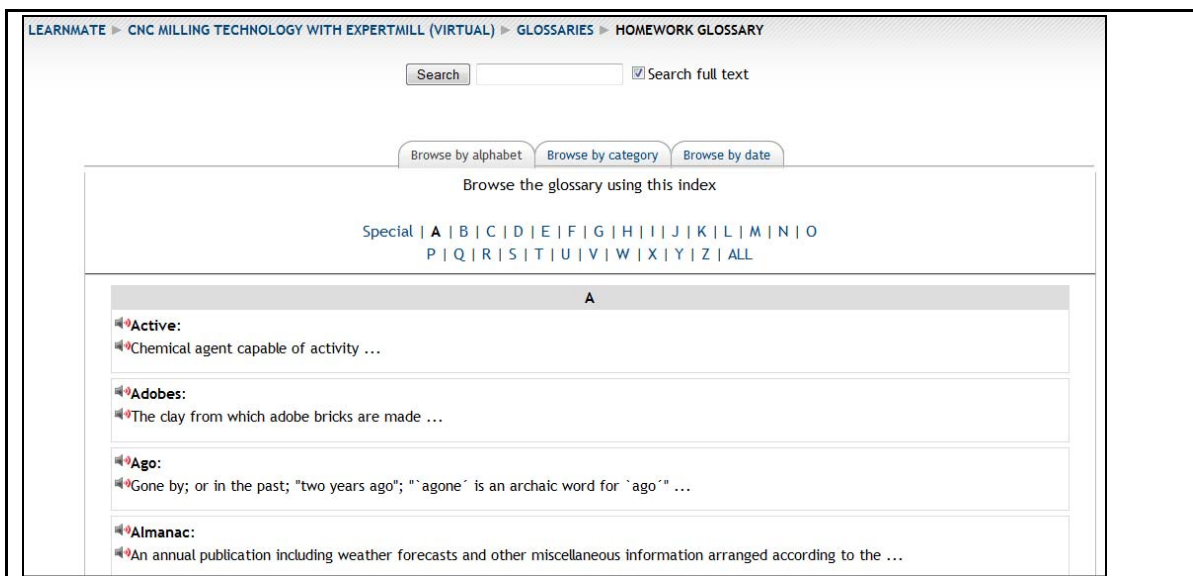 LEARNMATE ► CNC MILLING TECHNOLOGY WITH EXPERTMILL (VIRTUAL) ► GLOSSARIES ► HOMEWORK GLOSSARY
Search Search full text
Browse by alphabet Browse by category Browse by date
Browse the glossary using this index
Special | A | B | C | D | E | F | G | H | I | J | K | L | M | N | O
P | Q | R | S | T | U | V | W | X | Y | Z | ALL
A
Active:
Chemical agent capable of activity ...
Adobes:
The clay from which adobe bricks are made ...
Ago:
Gone by; or in the past; "two years ago"; "`agone´ is an archaic word for `ago´" ...
Almanac:
An annual publication including weather forecasts and other miscellaneous information arranged according to the ...